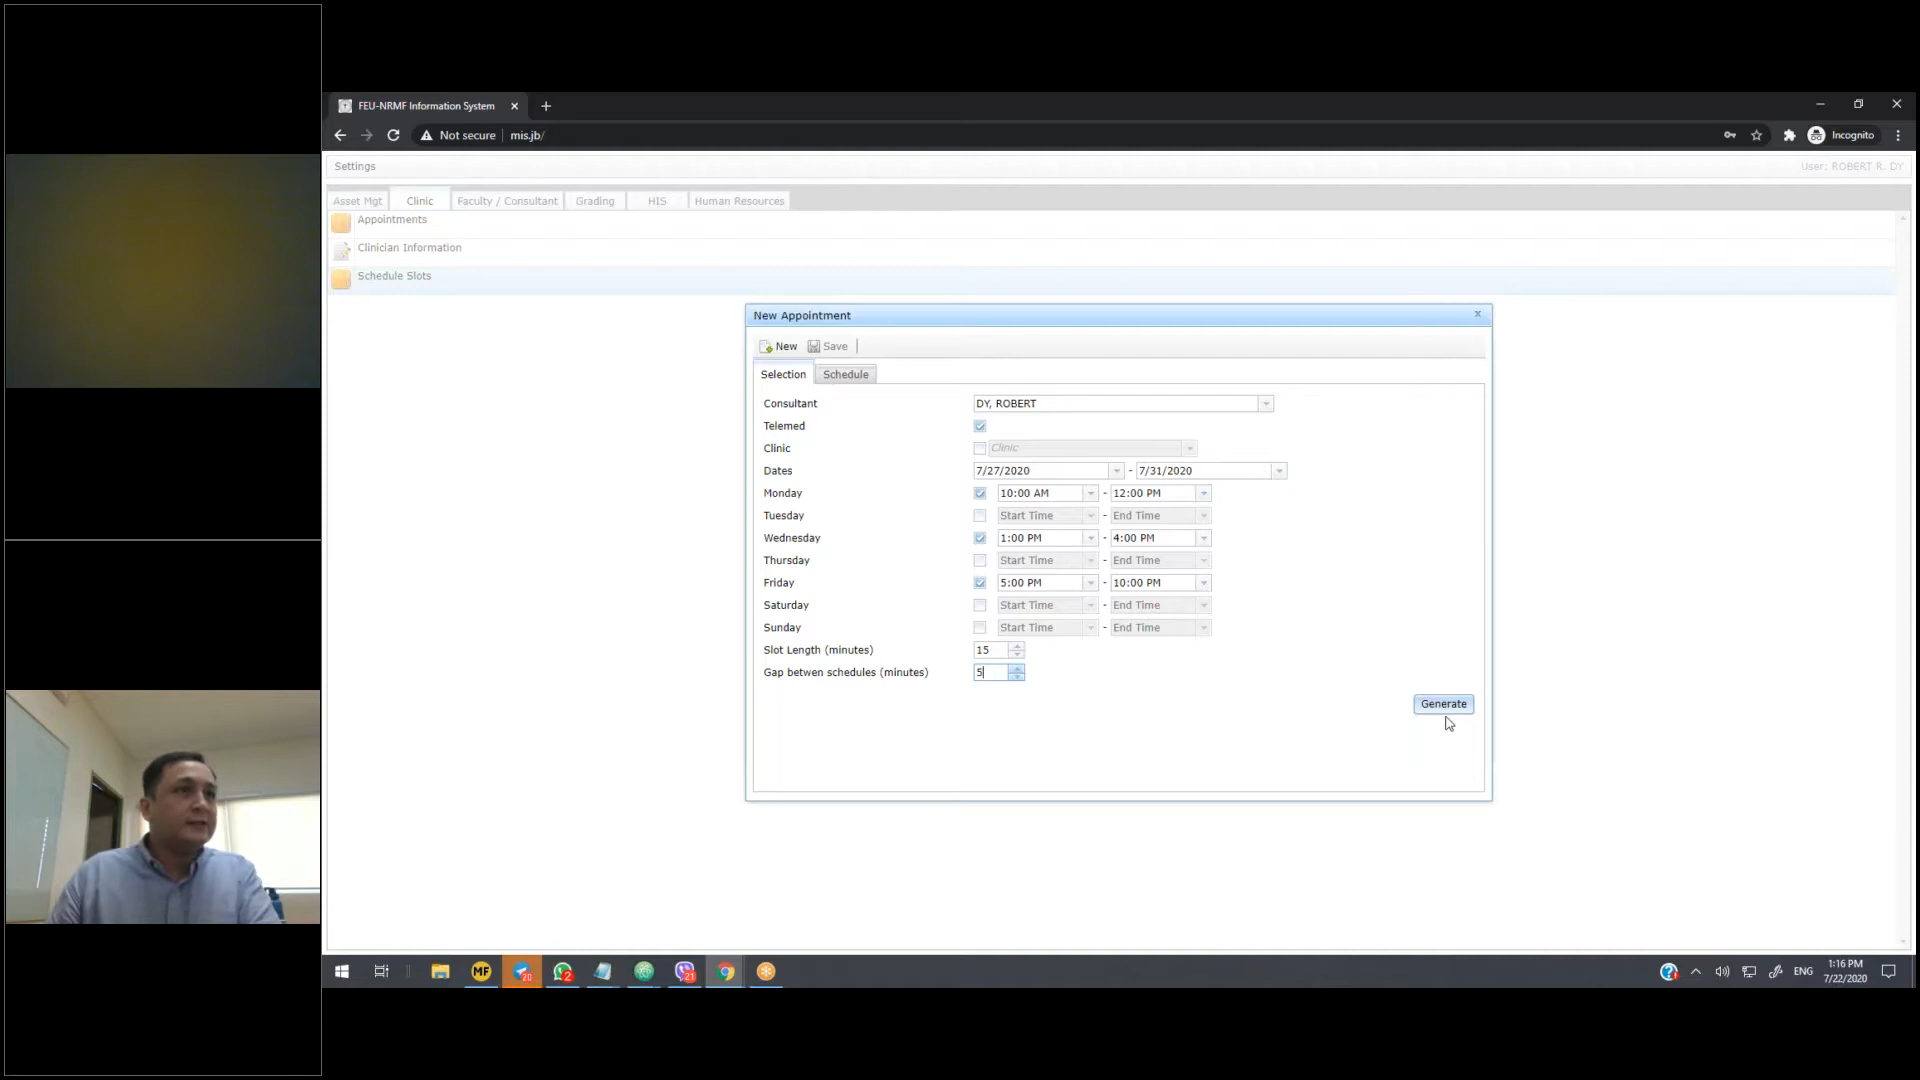 FEU-NRMF Information System
Not secure mis.jb/
Incognito
Settings
User: ROBERT R. DY
Asset Mgt Clinic Faculty / Consultant Grading HIS Human Resources
Appointments
Clinician Information
Schedule Slots
New Appointment
New Save
Selection Schedule
Consultant DY, ROBERT
Telemed
Clinic Clinic
Dates 7/27/2020 - 7/31/2020
Monday 10:00 AM - 12:00 PM
Tuesday Start Time - End Time
Wednesday 1:00 PM - 4:00 PM
Thursday Start Time - End Time
Friday 5:00 PM - 10:00 PM
Saturday Start Time - End Time
Sunday Start Time - End Time
Slot Length (minutes) 15
Gap betwen schedules (minutes) 5
Generate
MF 20 2 21
ENG 1:16 PM
7/22/2020